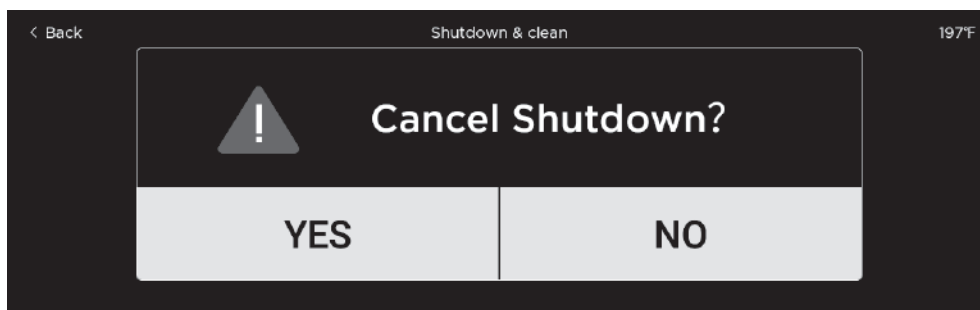 < Back
Shutdown & clean
197°F
!
Cancel Shutdown?
YES
NO